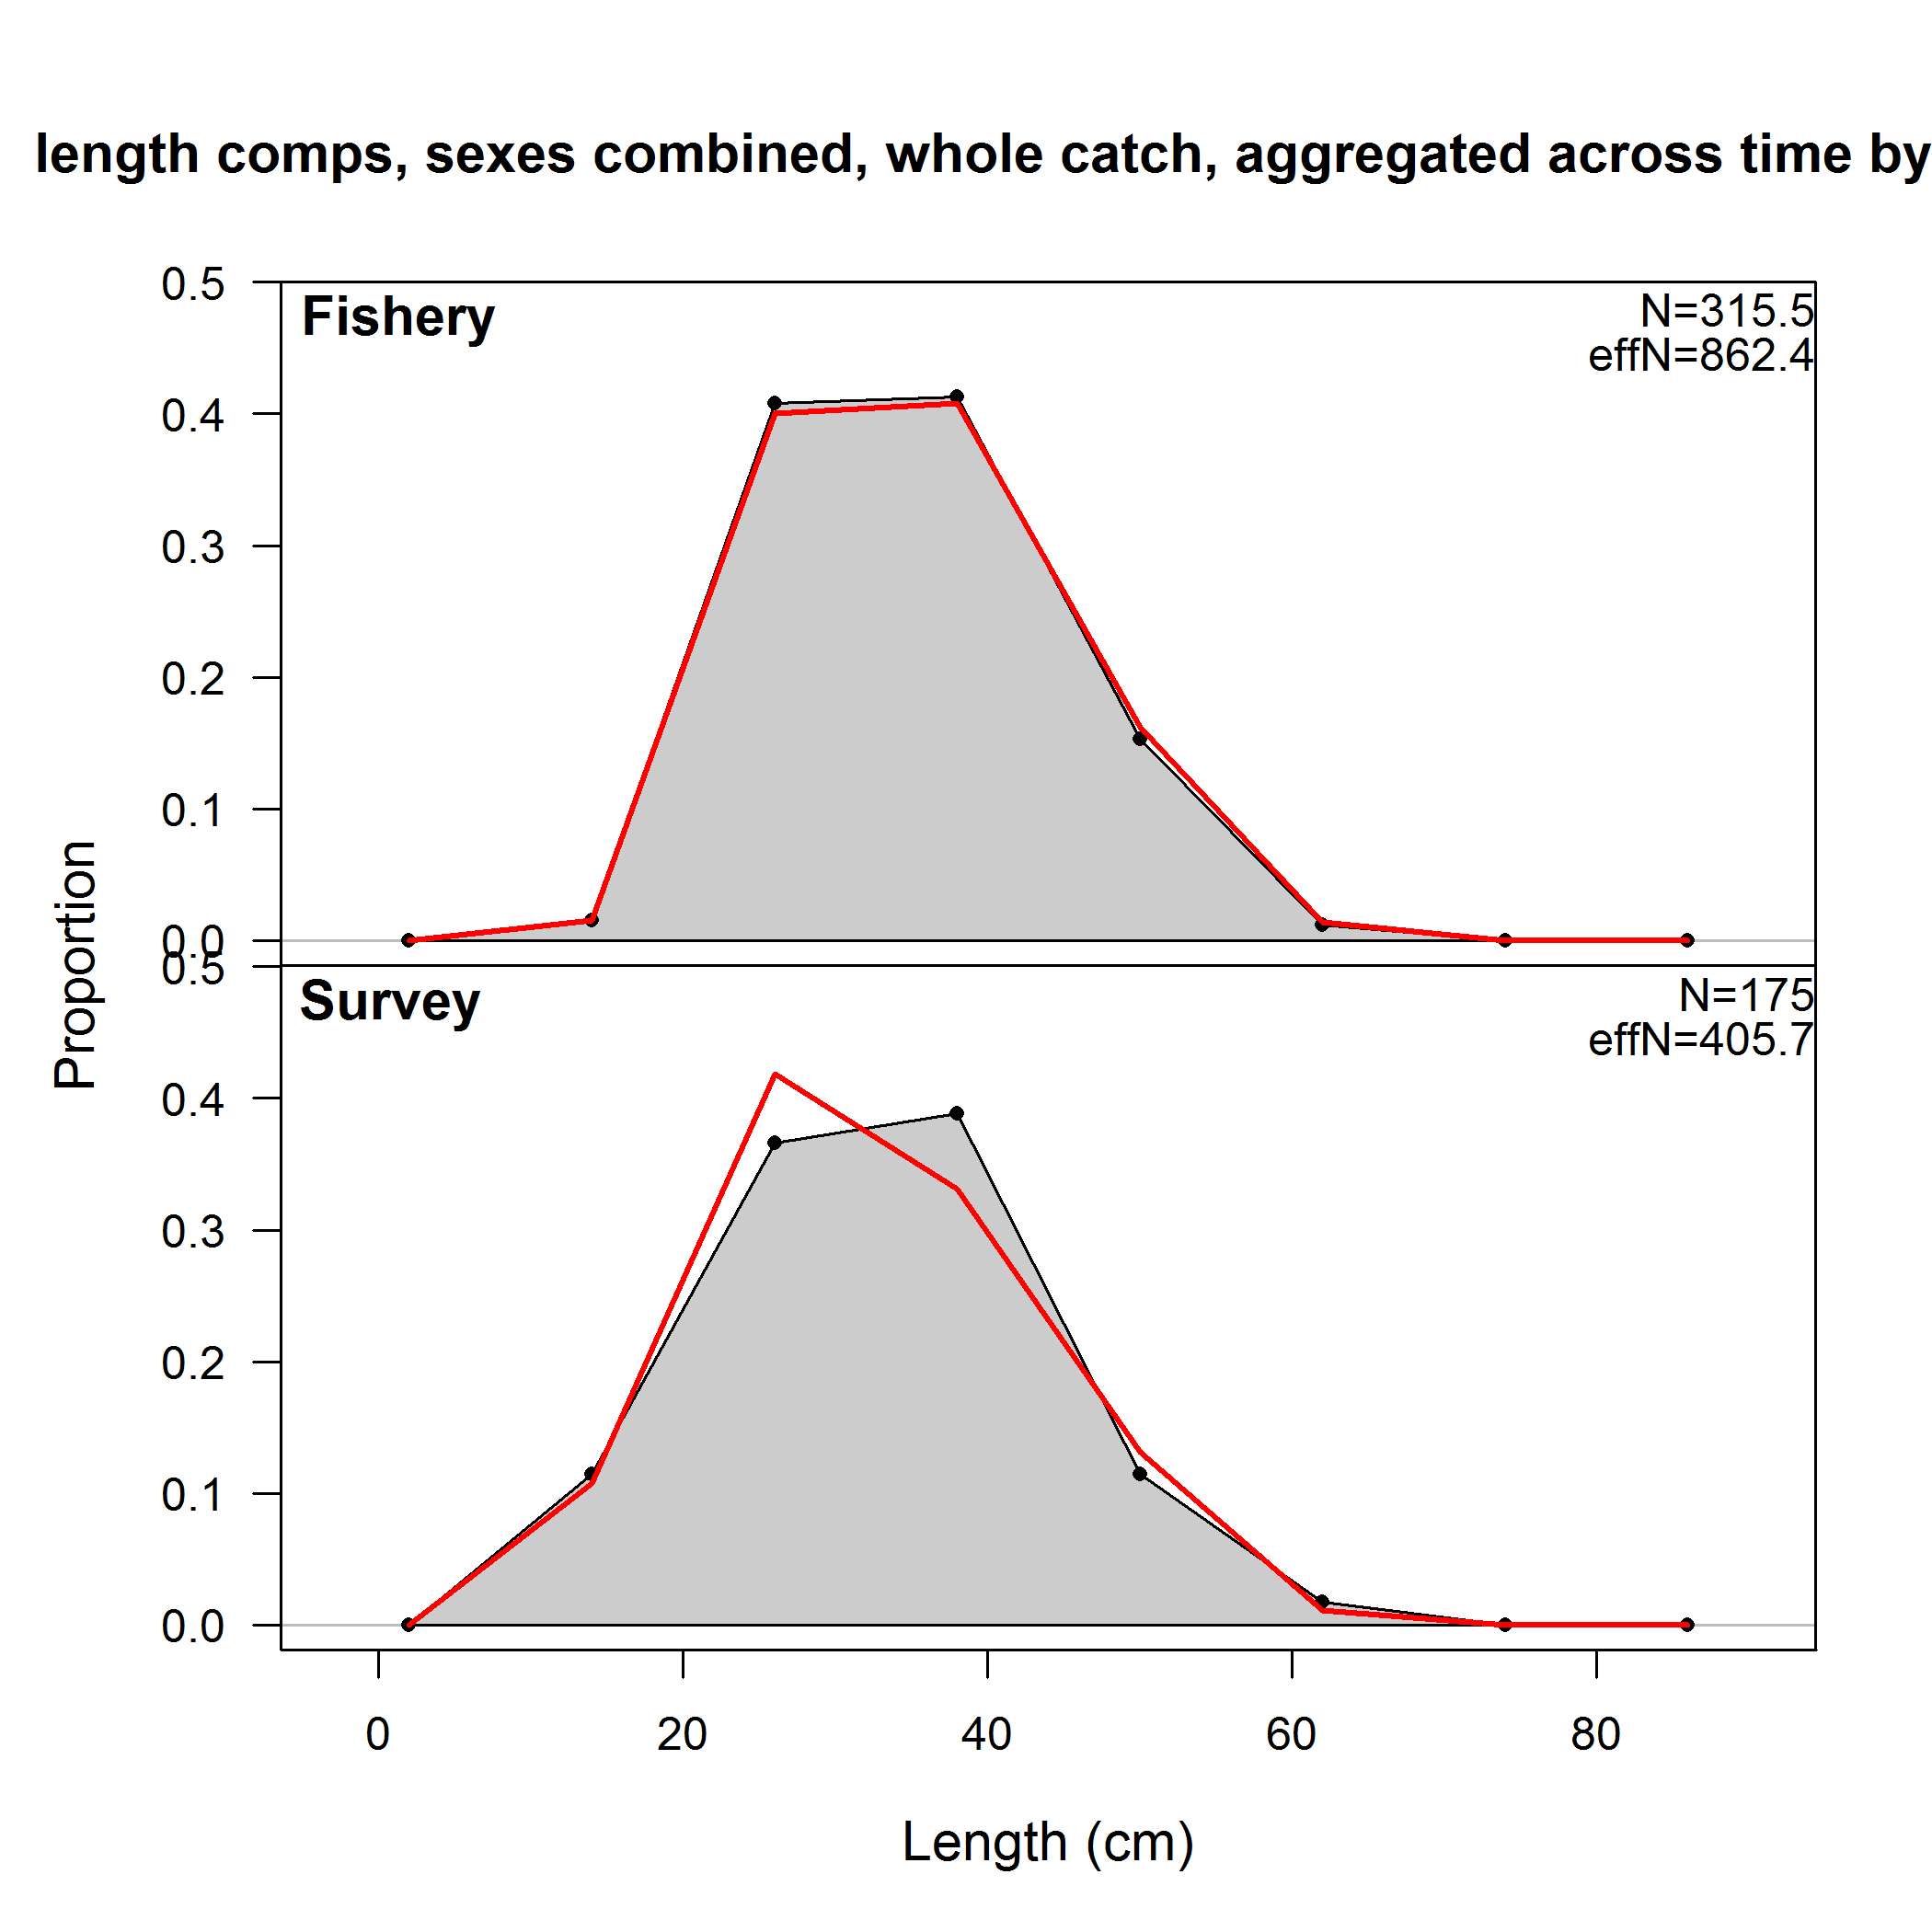 length comps, sexes combined, whole catch, aggregated across time by
Proportion
Fishery
N=315.5
effN=862.4
0.5
0.4
0.3
0.2
0.1
0.0
Survey
N=175
effN=405.7
0.5
0.4
0.3
0.2
0.1
0.0
0 20 40 60 80
Length (cm)